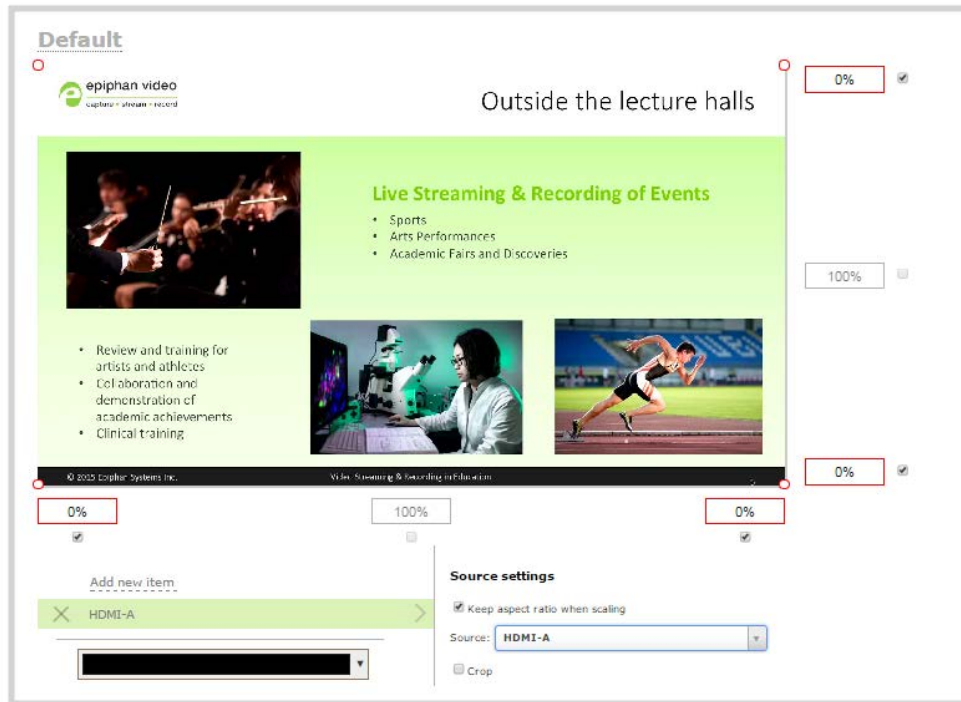 Default
epiphan video
capture • stream • record
Outside the lecture halls
0%
Live Streaming & Recording of Events
• Sports
• Arts Performances
• Academic Fairs and Discoveries
100%
• Review and training for
artists and athletes
• Collaboration and
demonstration of
academic achievements
• Clinical training
© 2015 Epiphan Systems Inc.
Video Streaming & Recording in Education
0%
0%
100%
0%
Add new item
HDMI-A
Source settings
Keep aspect ratio when scaling
Source: HDMI-A
Crop